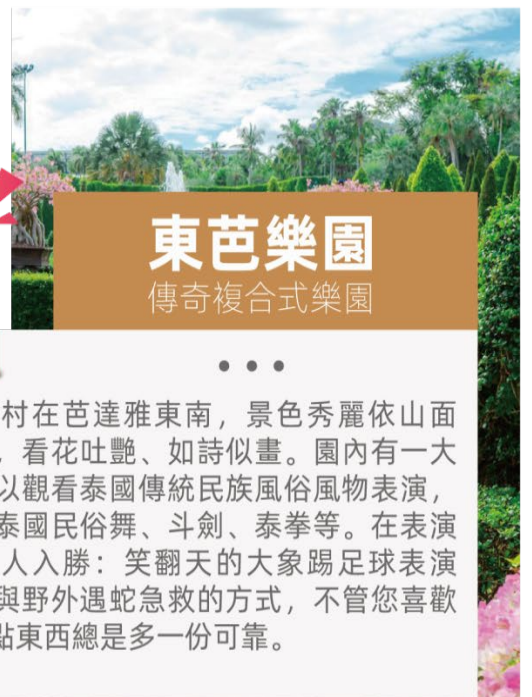 東芭樂園
傳奇複合式樂園
村在芭達雅東南，景色秀麗依山面
，看花吐艷、如詩似畫。園內有一大
以觀看泰國傳統民族風俗風物表演，
泰國民俗舞、斗劍、泰拳等。在表演
人入勝：笑翻天的大象踢足球表演
與野外遇蛇急救的方式，不管您喜歡
點東西總是多一份可靠。